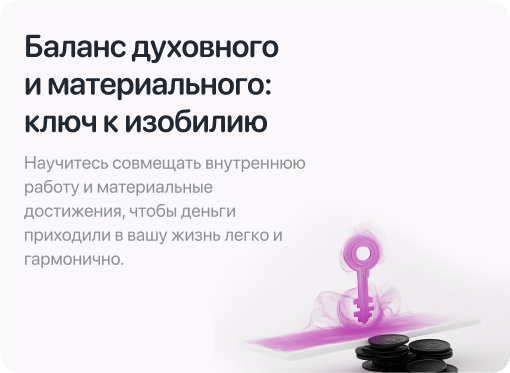 Баланс духовного
и материального:
ключ к изобилию
Научитесь совмещать внутреннюю
работу и материальные
достижения, чтобы деньги
приходили в вашу жизнь легко и
гармонично.